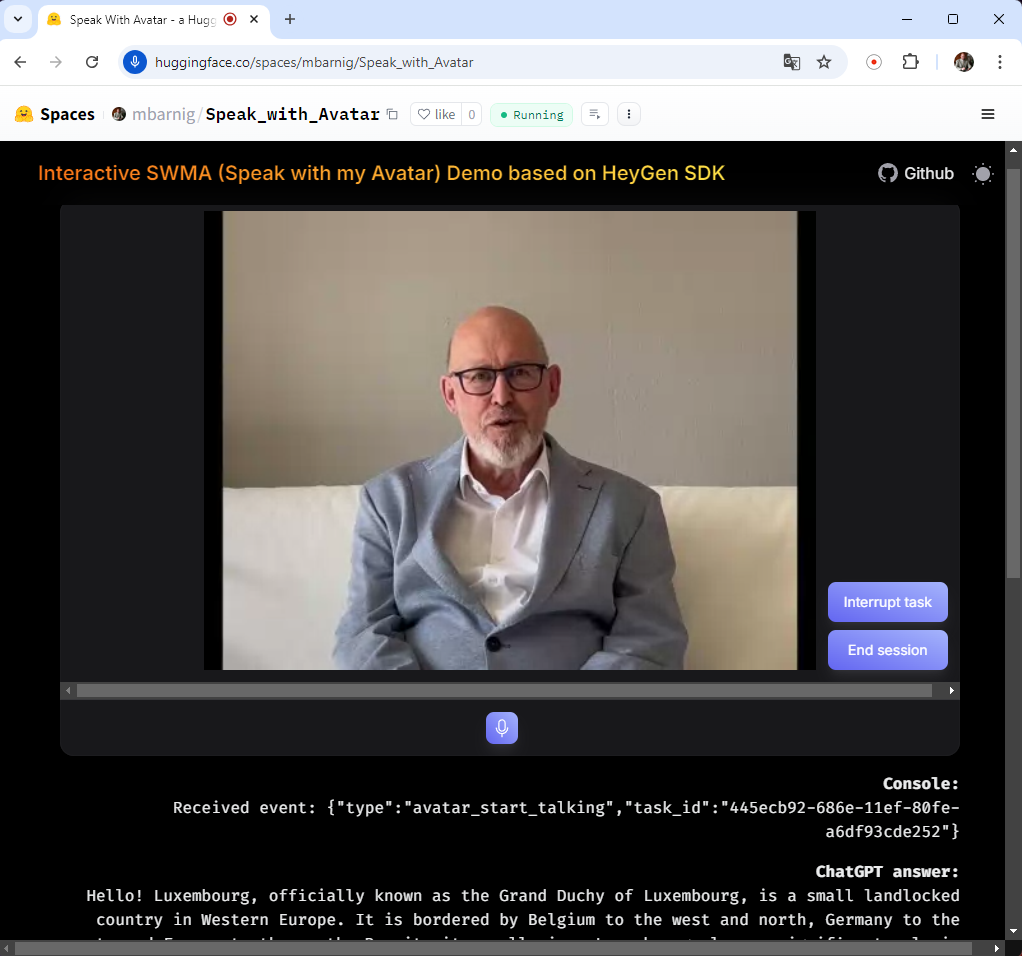 Speak With Avatar - a Hugg
huggingface.co/spaces/mbarnig/Speak_with_Avatar
Spaces mbarnig/Speak_with_Avatar like 0 Running
Interactive SWMA (Speak with my Avatar) Demo based on HeyGen SDK Github
Interrupt task
End session
Console:
Received event: {"type":"avatar_start_talking","task_id":"445ecb92-686e-11ef-80fe-
a6df93cde252"}
ChatGPT answer:
Hello! Luxembourg, officially known as the Grand Duchy of Luxembourg, is a small landlocked
country in Western Europe. It is bordered by Belgium to the west and north, Germany to the